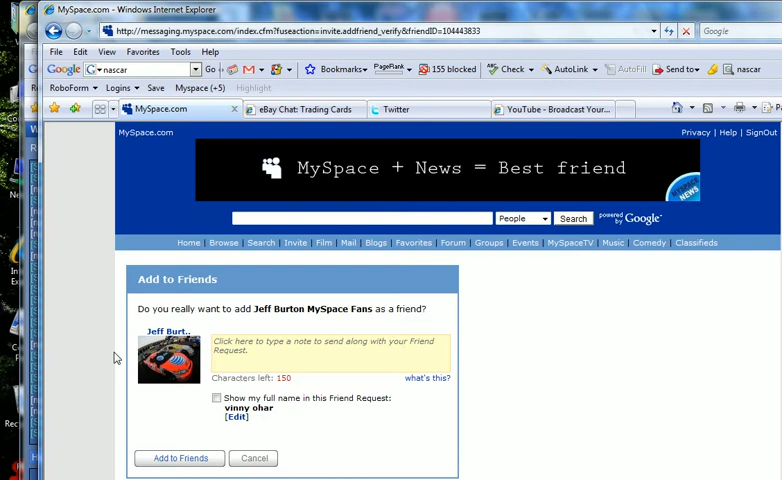 MySpace.com - Windows Internet Explorer
http://messaging.myspace.com/index.cfm?fuseaction=invite.addfriend_verify&friendID=104443833
Google
File Edit View Favorites Tools Help
Google nascar Go Bookmarks PageRank 155 blocked Check AutoLink AutoFill Send to nascar
RoboForm Logins Save MySpace (+5) Highlight
MySpace.com eBay Chat: Trading Cards Twitter YouTube - Broadcast Your...
MySpace.com Privacy | Help | SignOut
MySpace + News = Best friend
MYSPACE NEWS
People Search powered by Google
Home | Browse | Search | Invite | Film | Mail | Blogs | Favorites | Forum | Groups | Events | MySpaceTV | Music | Comedy | Classifieds
Add to Friends
Do you really want to add Jeff Burton MySpace Fans as a friend?
Jeff Burt..
Click here to type a note to send along with your Friend
Request.
Characters left: 150 what's this?
Show my full name in this Friend Request:
vinny ohar
[Edit]
Add to Friends Cancel